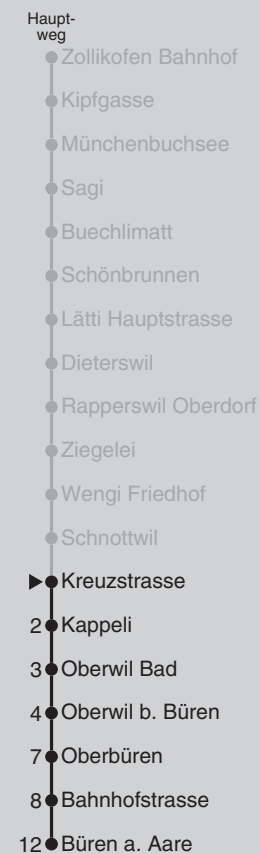 Haupt-
weg
Zollikofen Bahnhof
Kipfgasse
Münchenbuchsee
Sagi
Buechlimatt
Schönbrunnen
Lätti Hauptstrasse
Dieterswil
Rapperswil Oberdorf
Ziegelei
Wengi Friedhof
Schnottwil
Kreuzstrasse
2 Kappeli
3 Oberwil Bad
4 Oberwil b. Büren
7 Oberbüren
8 Bahnhofstrasse
12 Büren a. Aare